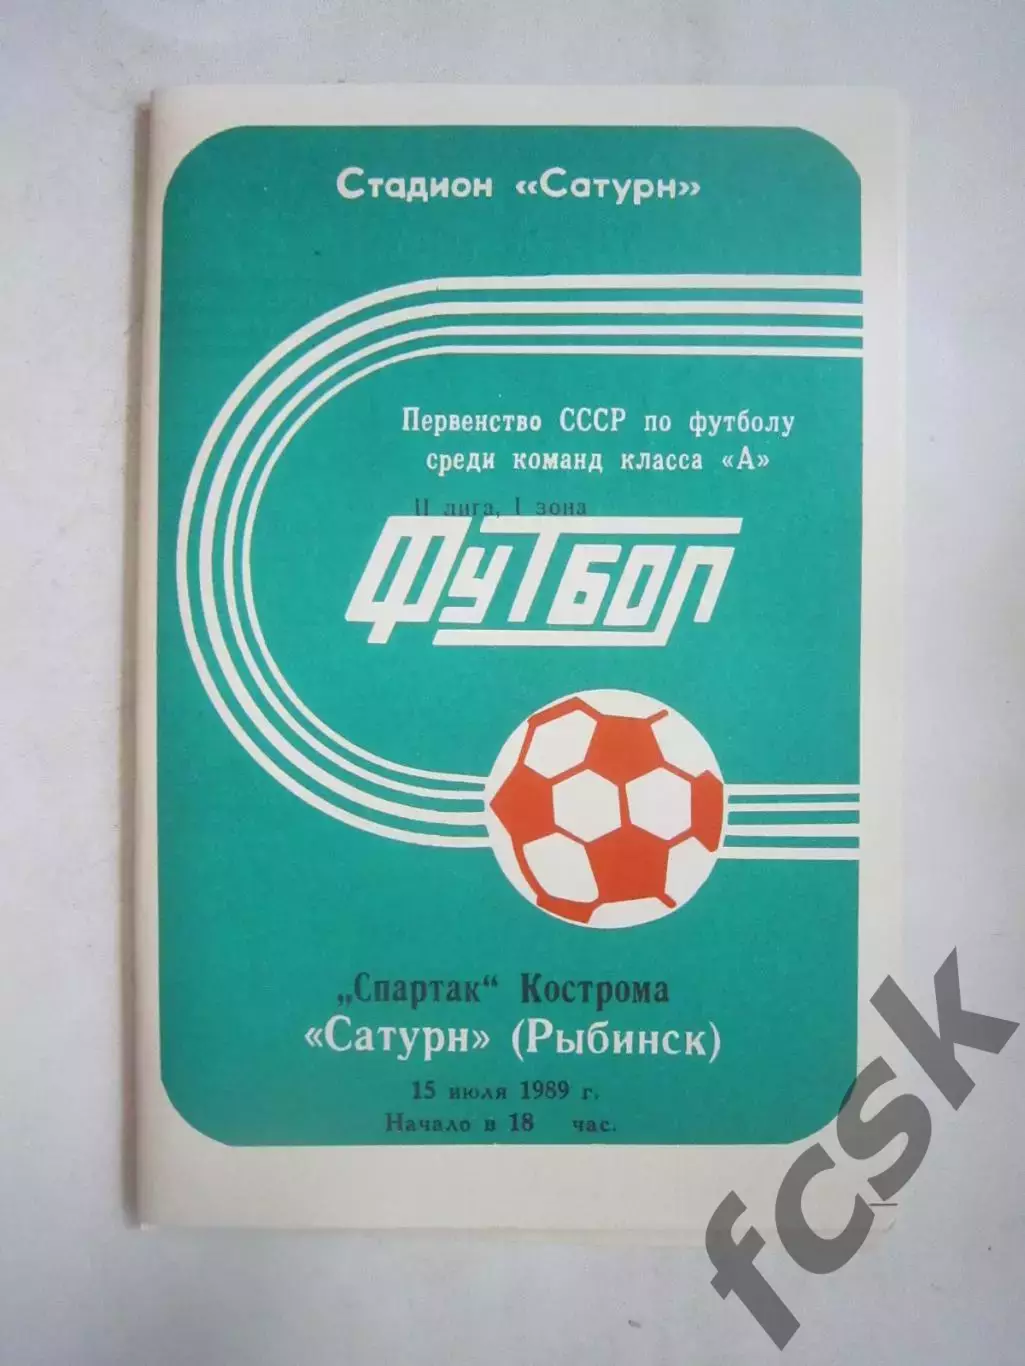 Стадион «Сатурн»
Первенство СССР по футболу
среди команд класса «А»
II лига, I зона
ФУТБОЛ
„Спартак“ Кострома
«Сатурн» (Рыбинск)
15 июля 1989 г.
Начало в 18 час.
fcsk